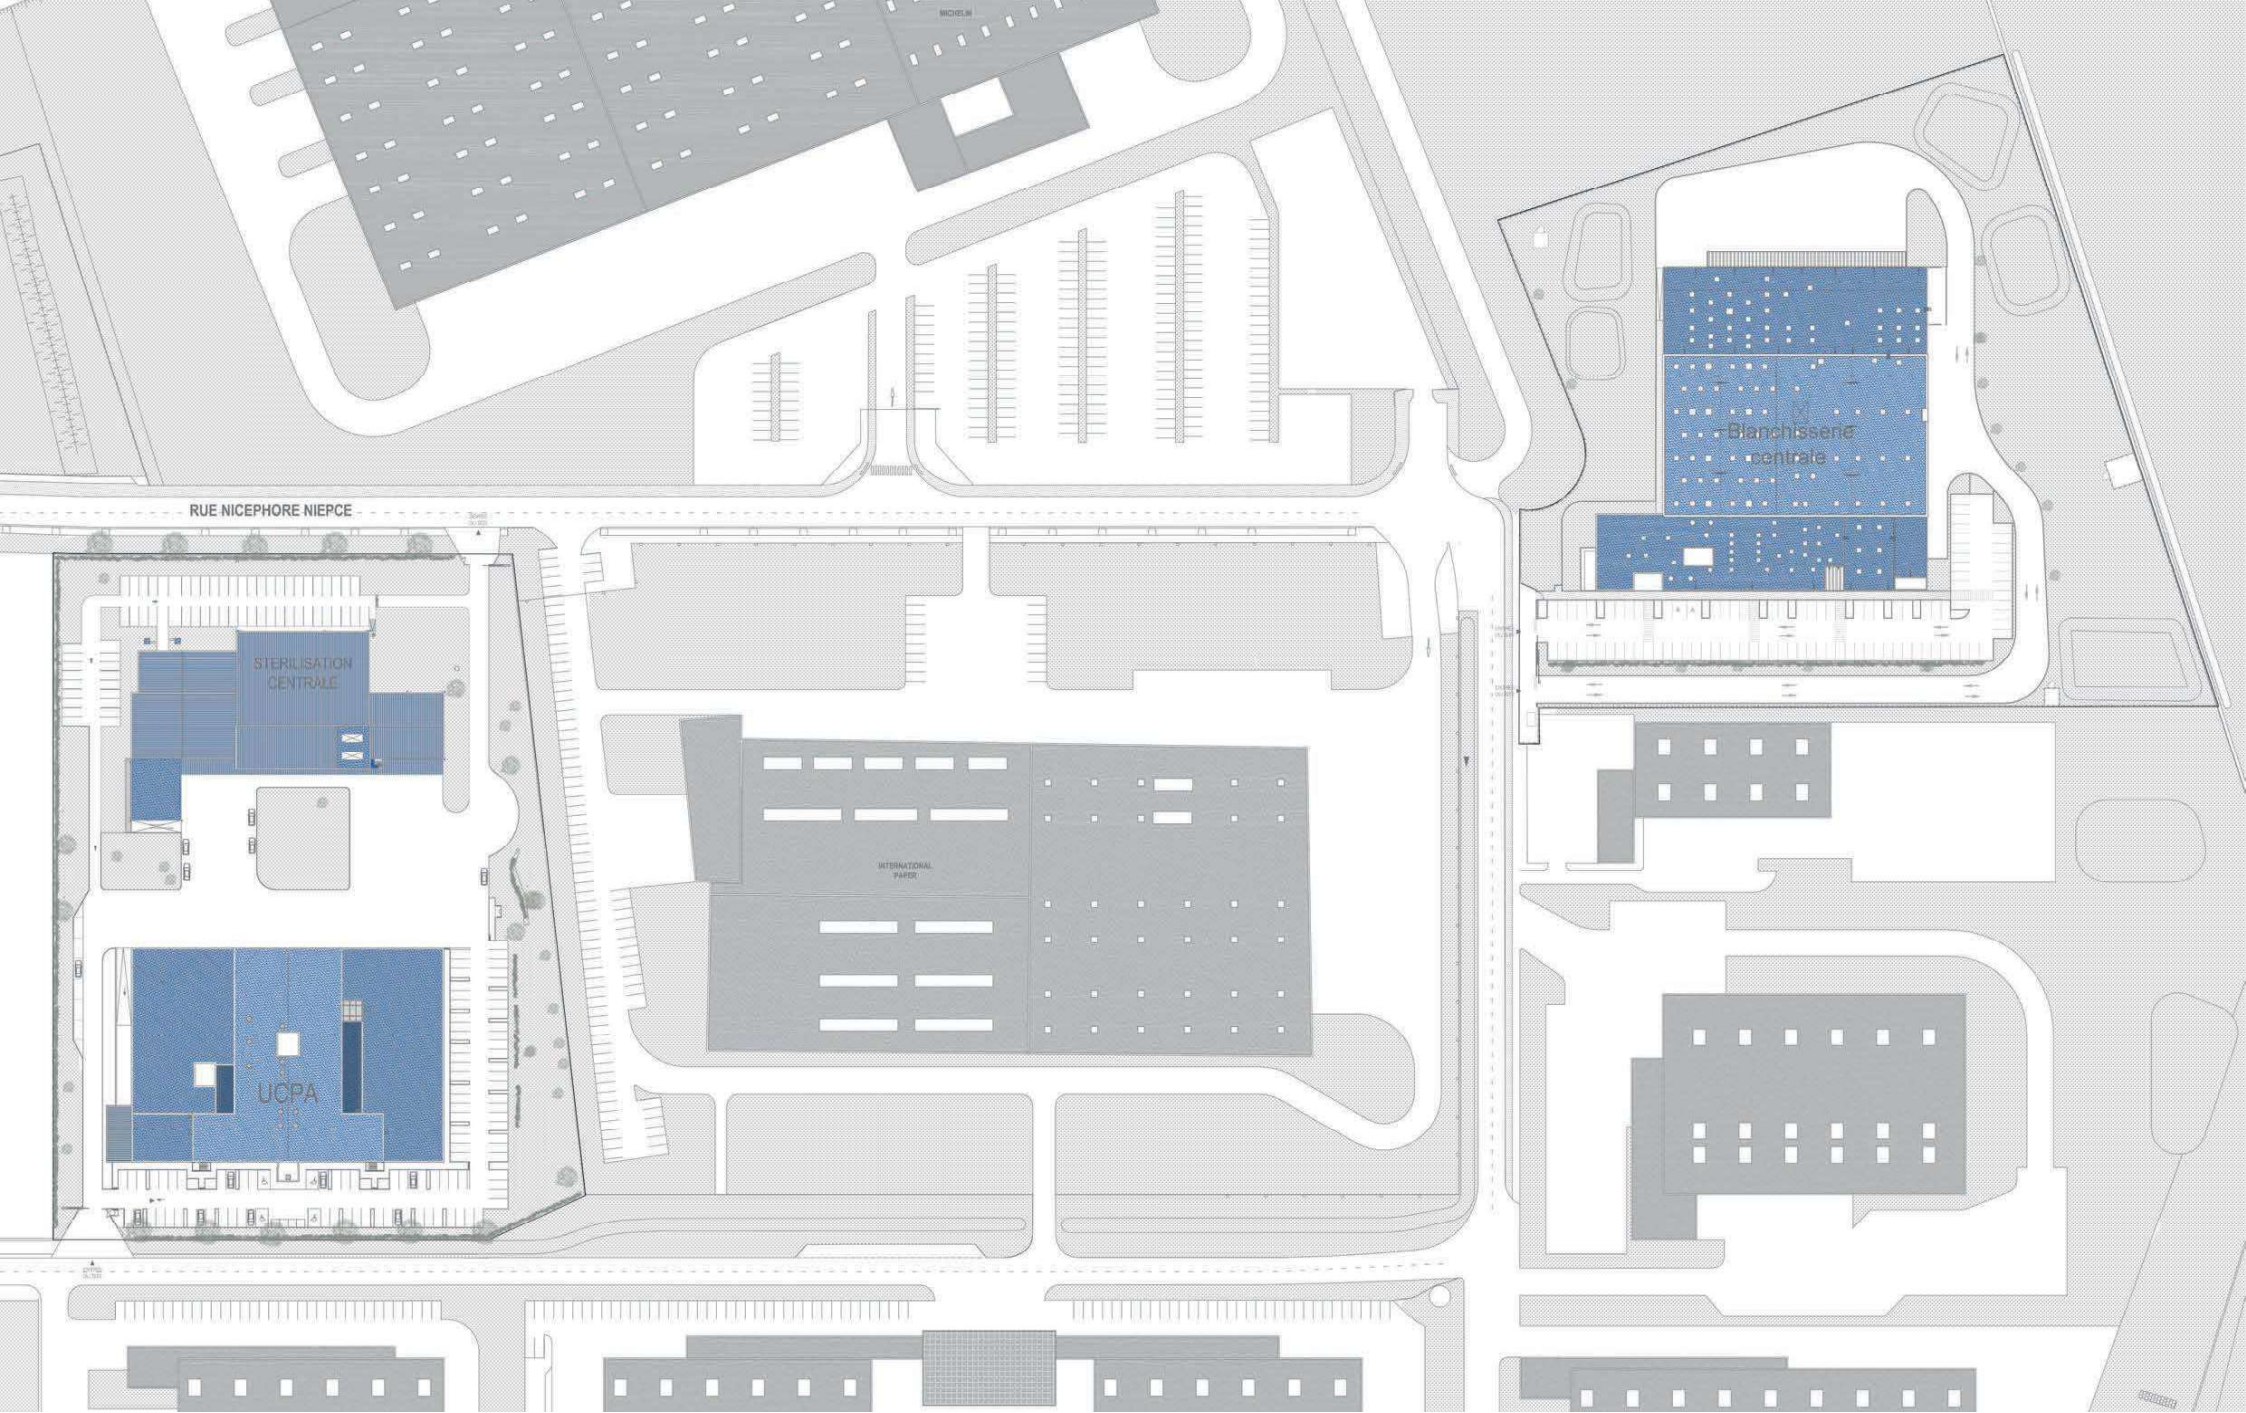 MICHELIN
RUE NICEPHORE NIEPCE
Blanchisserie
centrale
STERILISATION
CENTRALE
INTERNATIONAL
PAPER
UCPA